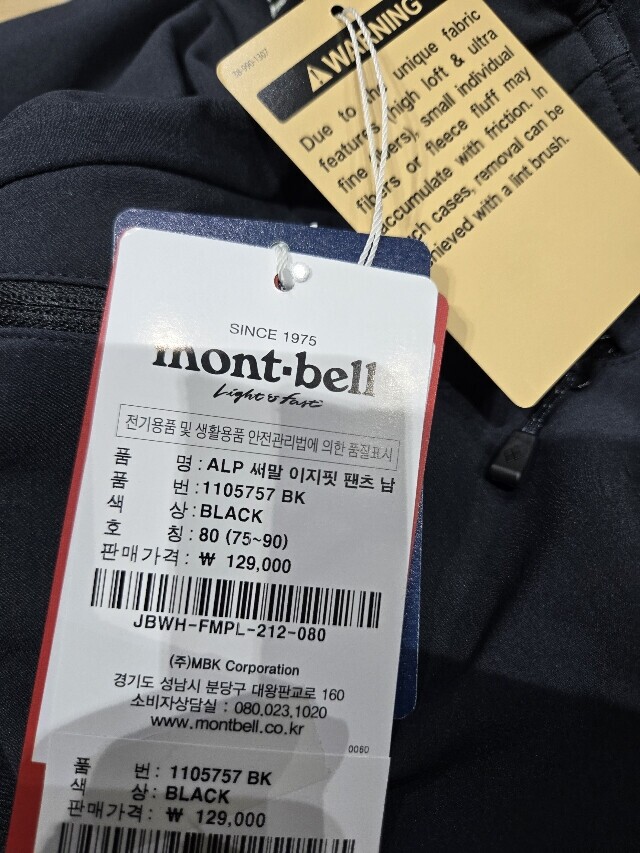 08-990-1307
WARNING
Due to the unique fabric
features (high loft & ultra
fine fibers), small individual
fibers or fleece fluff may
accumulate with friction. In
such cases, removal can be
achieved with a lint brush.
SINCE 1975
mont-bell
Light & Fast
전기용품 및 생활용품 안전관리법에 의한 품질표시
품 명 : ALP 써말 이지핏 팬츠 남
품 번 : 1105757 BK
색 상 : BLACK
호 칭 : 80 (75~90)
판매가격 : ₩ 129,000
JBWH-FMPL-212-080
(주)MBK Corporation
경기도 성남시 분당구 대왕판교로 160
소비자상담실 : 080,023,1020
www.montbell.co.kr
0060
품 번 : 1105757 BK
색 상 : BLACK
판매가격 : ₩ 129,000